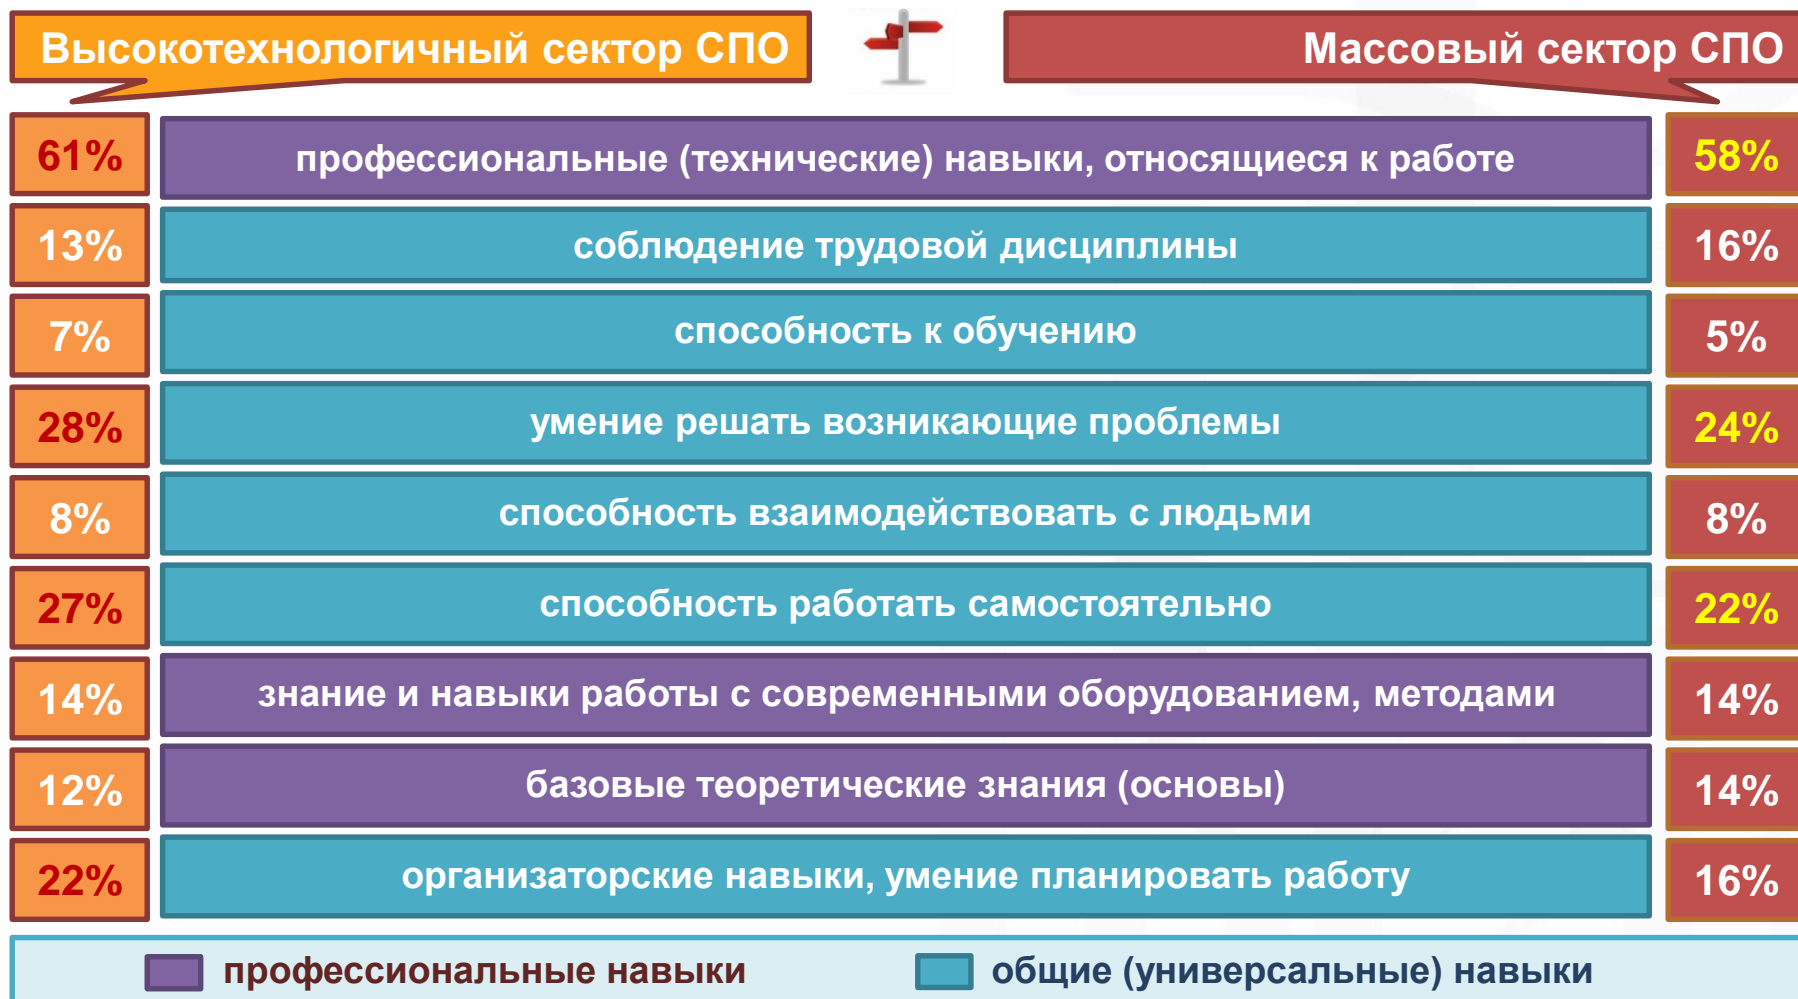 Высокотехнологичный сектор СПО
Массовый сектор СПО
61% профессиональные (технические) навыки, относящиеся к работе 58%
13% соблюдение трудовой дисциплины 16%
7% способность к обучению 5%
28% умение решать возникающие проблемы 24%
8% способность взаимодействовать с людьми 8%
27% способность работать самостоятельно 22%
14% знание и навыки работы с современными оборудованием, методами 14%
12% базовые теоретические знания (основы) 14%
22% организаторские навыки, умение планировать работу 16%
профессиональные навыки
общие (универсальные) навыки